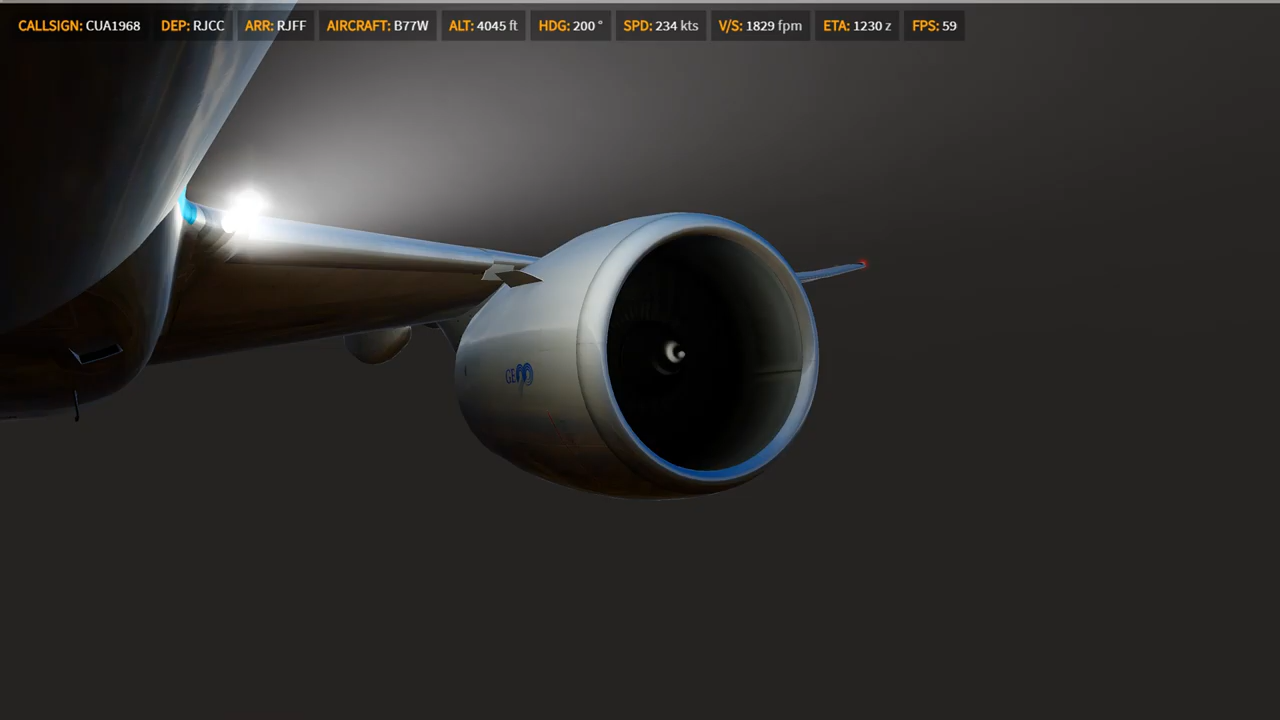 CALLSIGN: CUA1968 DEP: RJCC ARR: RJFF AIRCRAFT: B77W ALT: 4045 ft HDG: 200 ° SPD: 234 kts V/S: 1829 fpm ETA: 1230 z FPS: 59
GE90